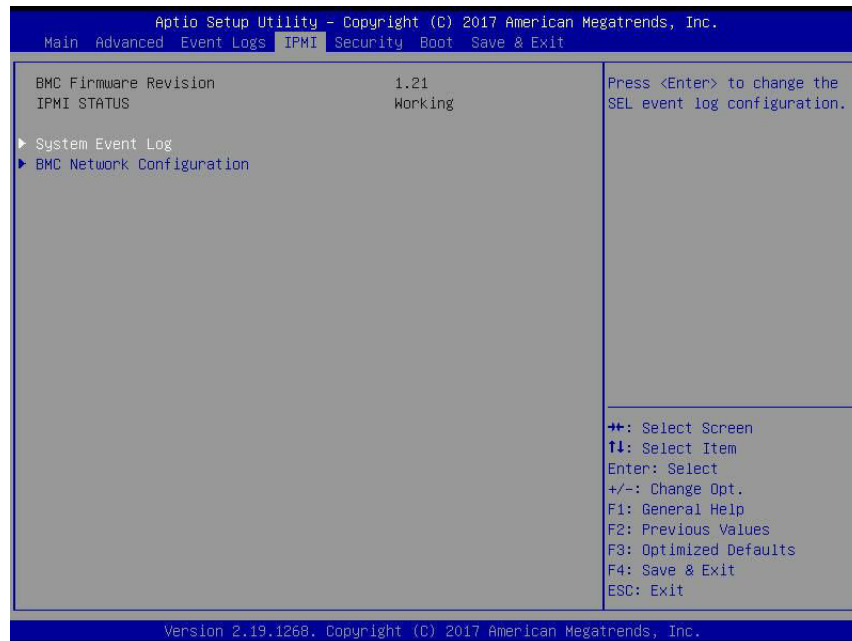 Aptio Setup Utility – Copyright (C) 2017 American Megatrends, Inc.
Main Advanced Event Logs IPMI Security Boot Save & Exit
BMC Firmware Revision 1.21
IPMI STATUS Working
▶ System Event Log
▶ BMC Network Configuration
Press <Enter> to change the
SEL event log configuration.
→←: Select Screen
↑↓: Select Item
Enter: Select
+/-: Change Opt.
F1: General Help
F2: Previous Values
F3: Optimized Defaults
F4: Save & Exit
ESC: Exit
Version 2.19.1268. Copyright (C) 2017 American Megatrends, Inc.